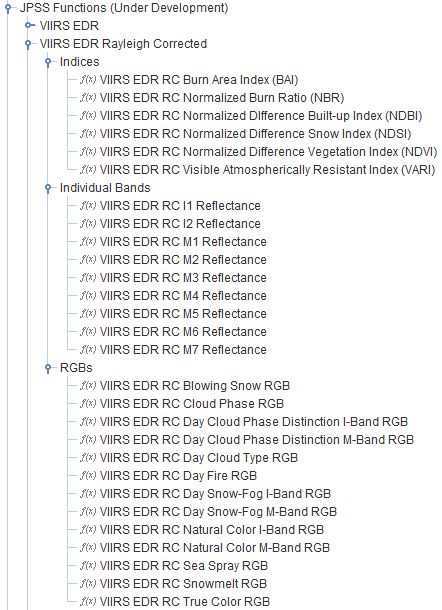 JPSS Functions (Under Development)
VIIRS EDR
VIIRS EDR Rayleigh Corrected
Indices
f(x) VIIRS EDR RC Burn Area Index (BAI)
f(x) VIIRS EDR RC Normalized Burn Ratio (NBR)
f(x) VIIRS EDR RC Normalized DIfference Built-up Index (NDBI)
f(x) VIIRS EDR RC Normalized Difference Snow Index (NDSI)
f(x) VIIRS EDR RC Normalized Difference Vegetation Index (NDVI)
f(x) VIIRS EDR RC Visible Atmospherically Resistant Index (VARI)
Individual Bands
f(x) VIIRS EDR RC I1 Reflectance
f(x) VIIRS EDR RC I2 Reflectance
f(x) VIIRS EDR RC M1 Reflectance
f(x) VIIRS EDR RC M2 Reflectance
f(x) VIIRS EDR RC M3 Reflectance
f(x) VIIRS EDR RC M4 Reflectance
f(x) VIIRS EDR RC M5 Reflectance
f(x) VIIRS EDR RC M6 Reflectance
f(x) VIIRS EDR RC M7 Reflectance
RGBs
f(x) VIIRS EDR RC Blowing Snow RGB
f(x) VIIRS EDR RC Cloud Phase RGB
f(x) VIIRS EDR RC Day Cloud Phase Distinction I-Band RGB
f(x) VIIRS EDR RC Day Cloud Phase Distinction M-Band RGB
f(x) VIIRS EDR RC Day Cloud Type RGB
f(x) VIIRS EDR RC Day Fire RGB
f(x) VIIRS EDR RC Day Snow-Fog I-Band RGB
f(x) VIIRS EDR RC Day Snow-Fog M-Band RGB
f(x) VIIRS EDR RC Natural Color I-Band RGB
f(x) VIIRS EDR RC Natural Color M-Band RGB
f(x) VIIRS EDR RC Sea Spray RGB
f(x) VIIRS EDR RC Snowmelt RGB
f(x) VIIRS EDR RC True Color RGB